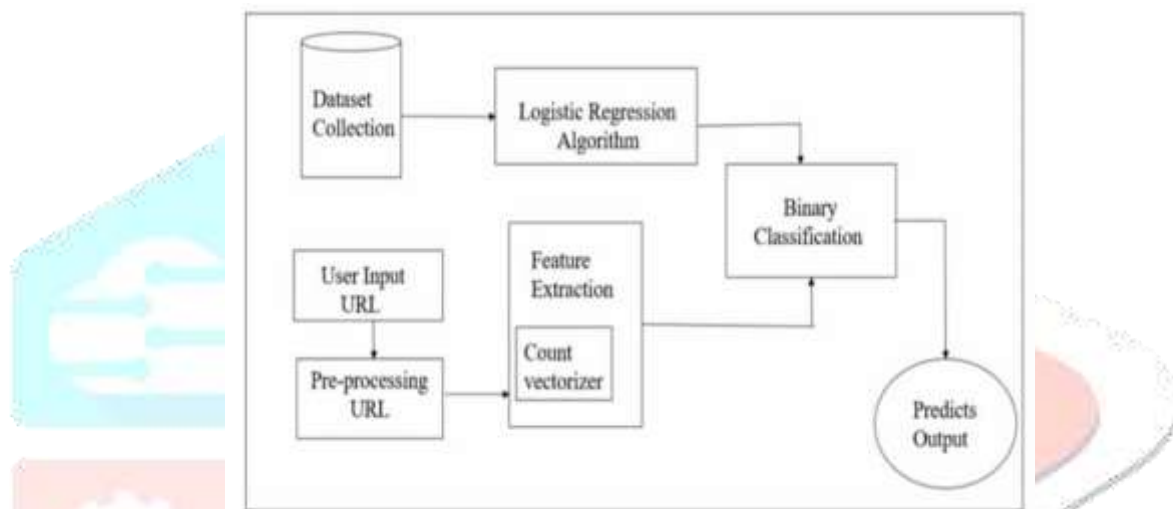 Dataset
Collection
Logistic Regression
Algorithm
Binary
Classification
User Input
URL
Feature
Extraction
Count
vectorizer
Pre-processing
URL
Predicts
Output